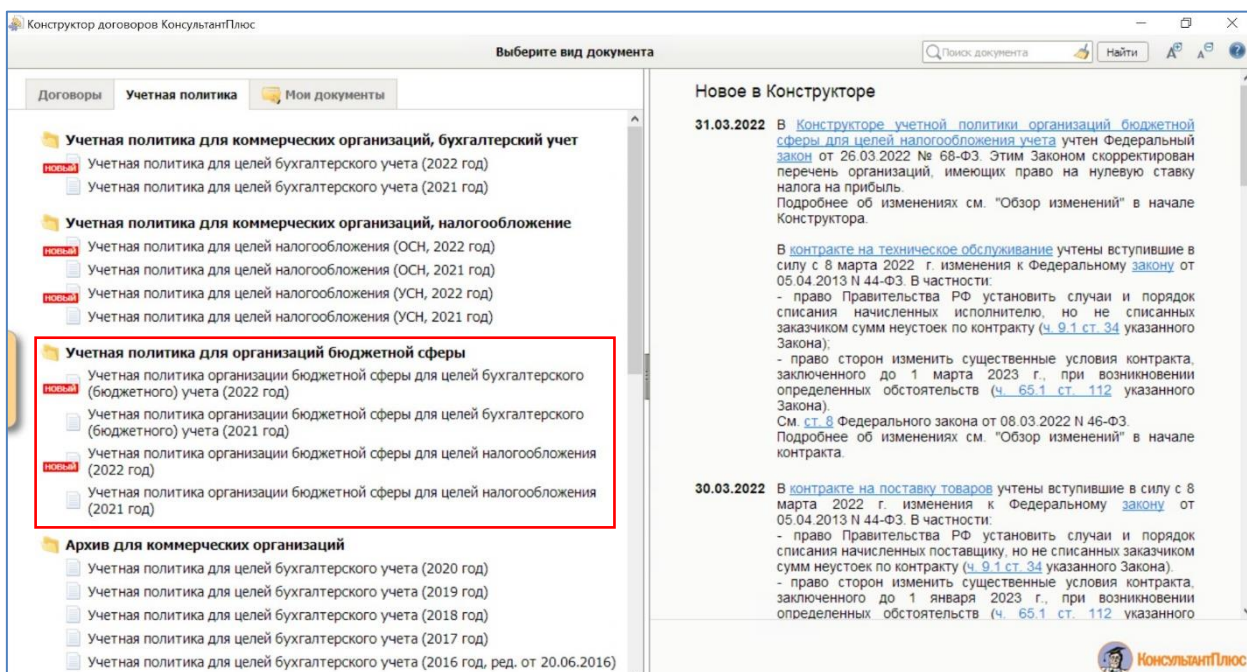 Конструктор договоров КонсультантПлюс
Выберите вид документа
Поиск документа
Найти
Договоры
Учетная политика
Мои документы
Учетная политика для коммерческих организаций, бухгалтерский учет
новый Учетная политика для целей бухгалтерского учета (2022 год)
Учетная политика для целей бухгалтерского учета (2021 год)
Учетная политика для коммерческих организаций, налогообложение
новый Учетная политика для целей налогообложения (ОСН, 2022 год)
Учетная политика для целей налогообложения (ОСН, 2021 год)
новый Учетная политика для целей налогообложения (УСН, 2022 год)
Учетная политика для целей налогообложения (УСН, 2021 год)
Учетная политика для организаций бюджетной сферы
новый Учетная политика организации бюджетной сферы для целей бухгалтерского
(бюджетного) учета (2022 год)
Учетная политика организации бюджетной сферы для целей бухгалтерского
(бюджетного) учета (2021 год)
новый Учетная политика организации бюджетной сферы для целей налогообложения
(2022 год)
Учетная политика организации бюджетной сферы для целей налогообложения
(2021 год)
Архив для коммерческих организаций
Учетная политика для целей бухгалтерского учета (2020 год)
Учетная политика для целей бухгалтерского учета (2019 год)
Учетная политика для целей бухгалтерского учета (2018 год)
Учетная политика для целей бухгалтерского учета (2017 год)
Учетная политика для целей бухгалтерского учета (2016 год, ред. от 20.06.2016)
Новое в Конструкторе
31.03.2022 В Конструкторе учетной политики организаций бюджетной
сферы для целей налогообложения учета учтен Федеральный
закон от 26.03.2022 № 68-ФЗ. Этим Законом скорректирован
перечень организаций, имеющих право на нулевую ставку
налога на прибыль.
Подробнее об изменениях см. "Обзор изменений" в начале
Конструктора.
В контракте на техническое обслуживание учтены вступившие в
силу с 8 марта 2022 г. изменения к Федеральному закону от
05.04.2013 N 44-ФЗ. В частности:
- право Правительства РФ установить случаи и порядок
списания начисленных исполнителю, но не списанных
заказчиком сумм неустоек по контракту (ч. 9.1 ст. 34 указанного
Закона);
- право сторон изменить существенные условия контракта,
заключенного до 1 марта 2023 г., при возникновении
определенных обстоятельств (ч. 65.1 ст. 112 указанного
Закона).
См. ст. 8 Федерального закона от 08.03.2022 N 46-ФЗ.
Подробнее об изменениях см. "Обзор изменений" в начале
контракта.
30.03.2022 В контракте на поставку товаров учтены вступившие в силу с 8
марта 2022 г. изменения к Федеральному закону от
05.04.2013 N 44-ФЗ. В частности:
- право Правительства РФ установить случаи и порядок
списания начисленных поставщику, но не списанных заказчиком
сумм неустоек по контракту (ч. 9.1 ст. 34 указанного Закона).
- право сторон изменить существенные условия контракта,
заключенного до 1 января 2023 г., при возникновении
определенных обстоятельств (ч. 65.1 ст. 112 указанного
КонсультантПлюс